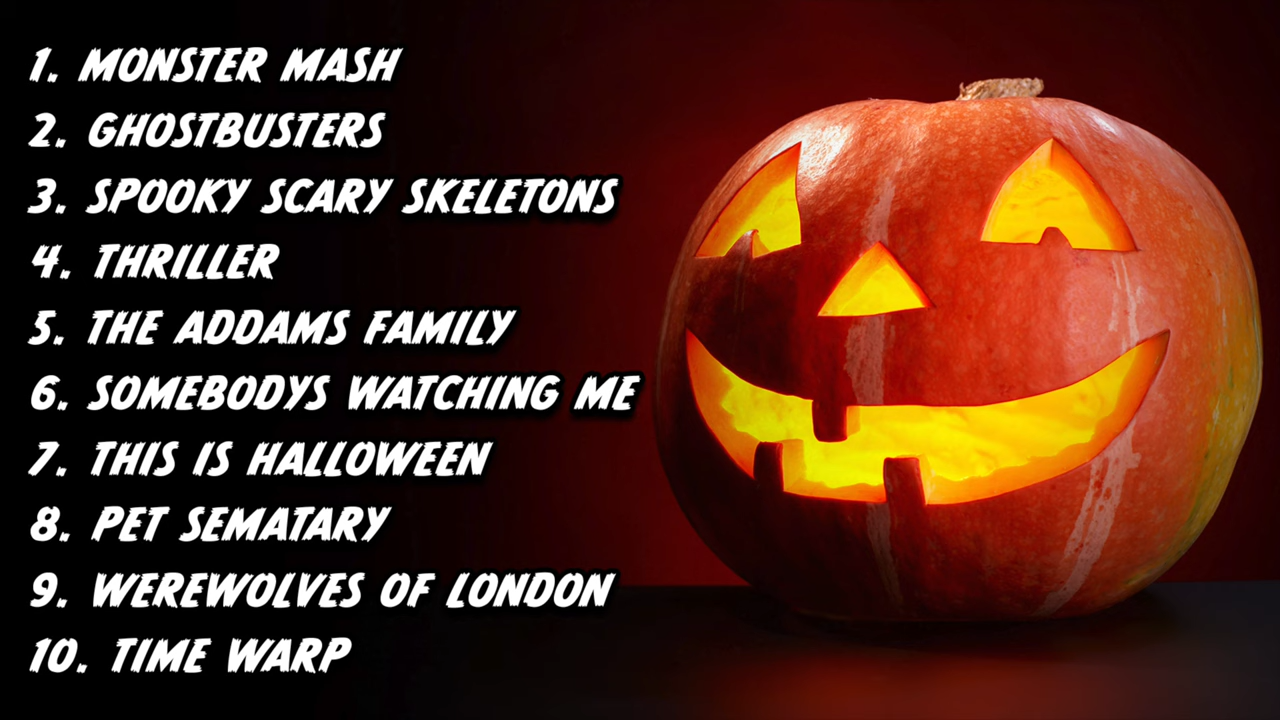 1. MONSTER MASH
2. GHOSTBUSTERS
3. SPOOKY SCARY SKELETONS
4. THRILLER
5. THE ADDAMS FAMILY
6. SOMEBODYS WATCHING ME
7. THIS IS HALLOWEEN
8. PET SEMATARY
9. WEREWOLVES OF LONDON
10. TIME WARP